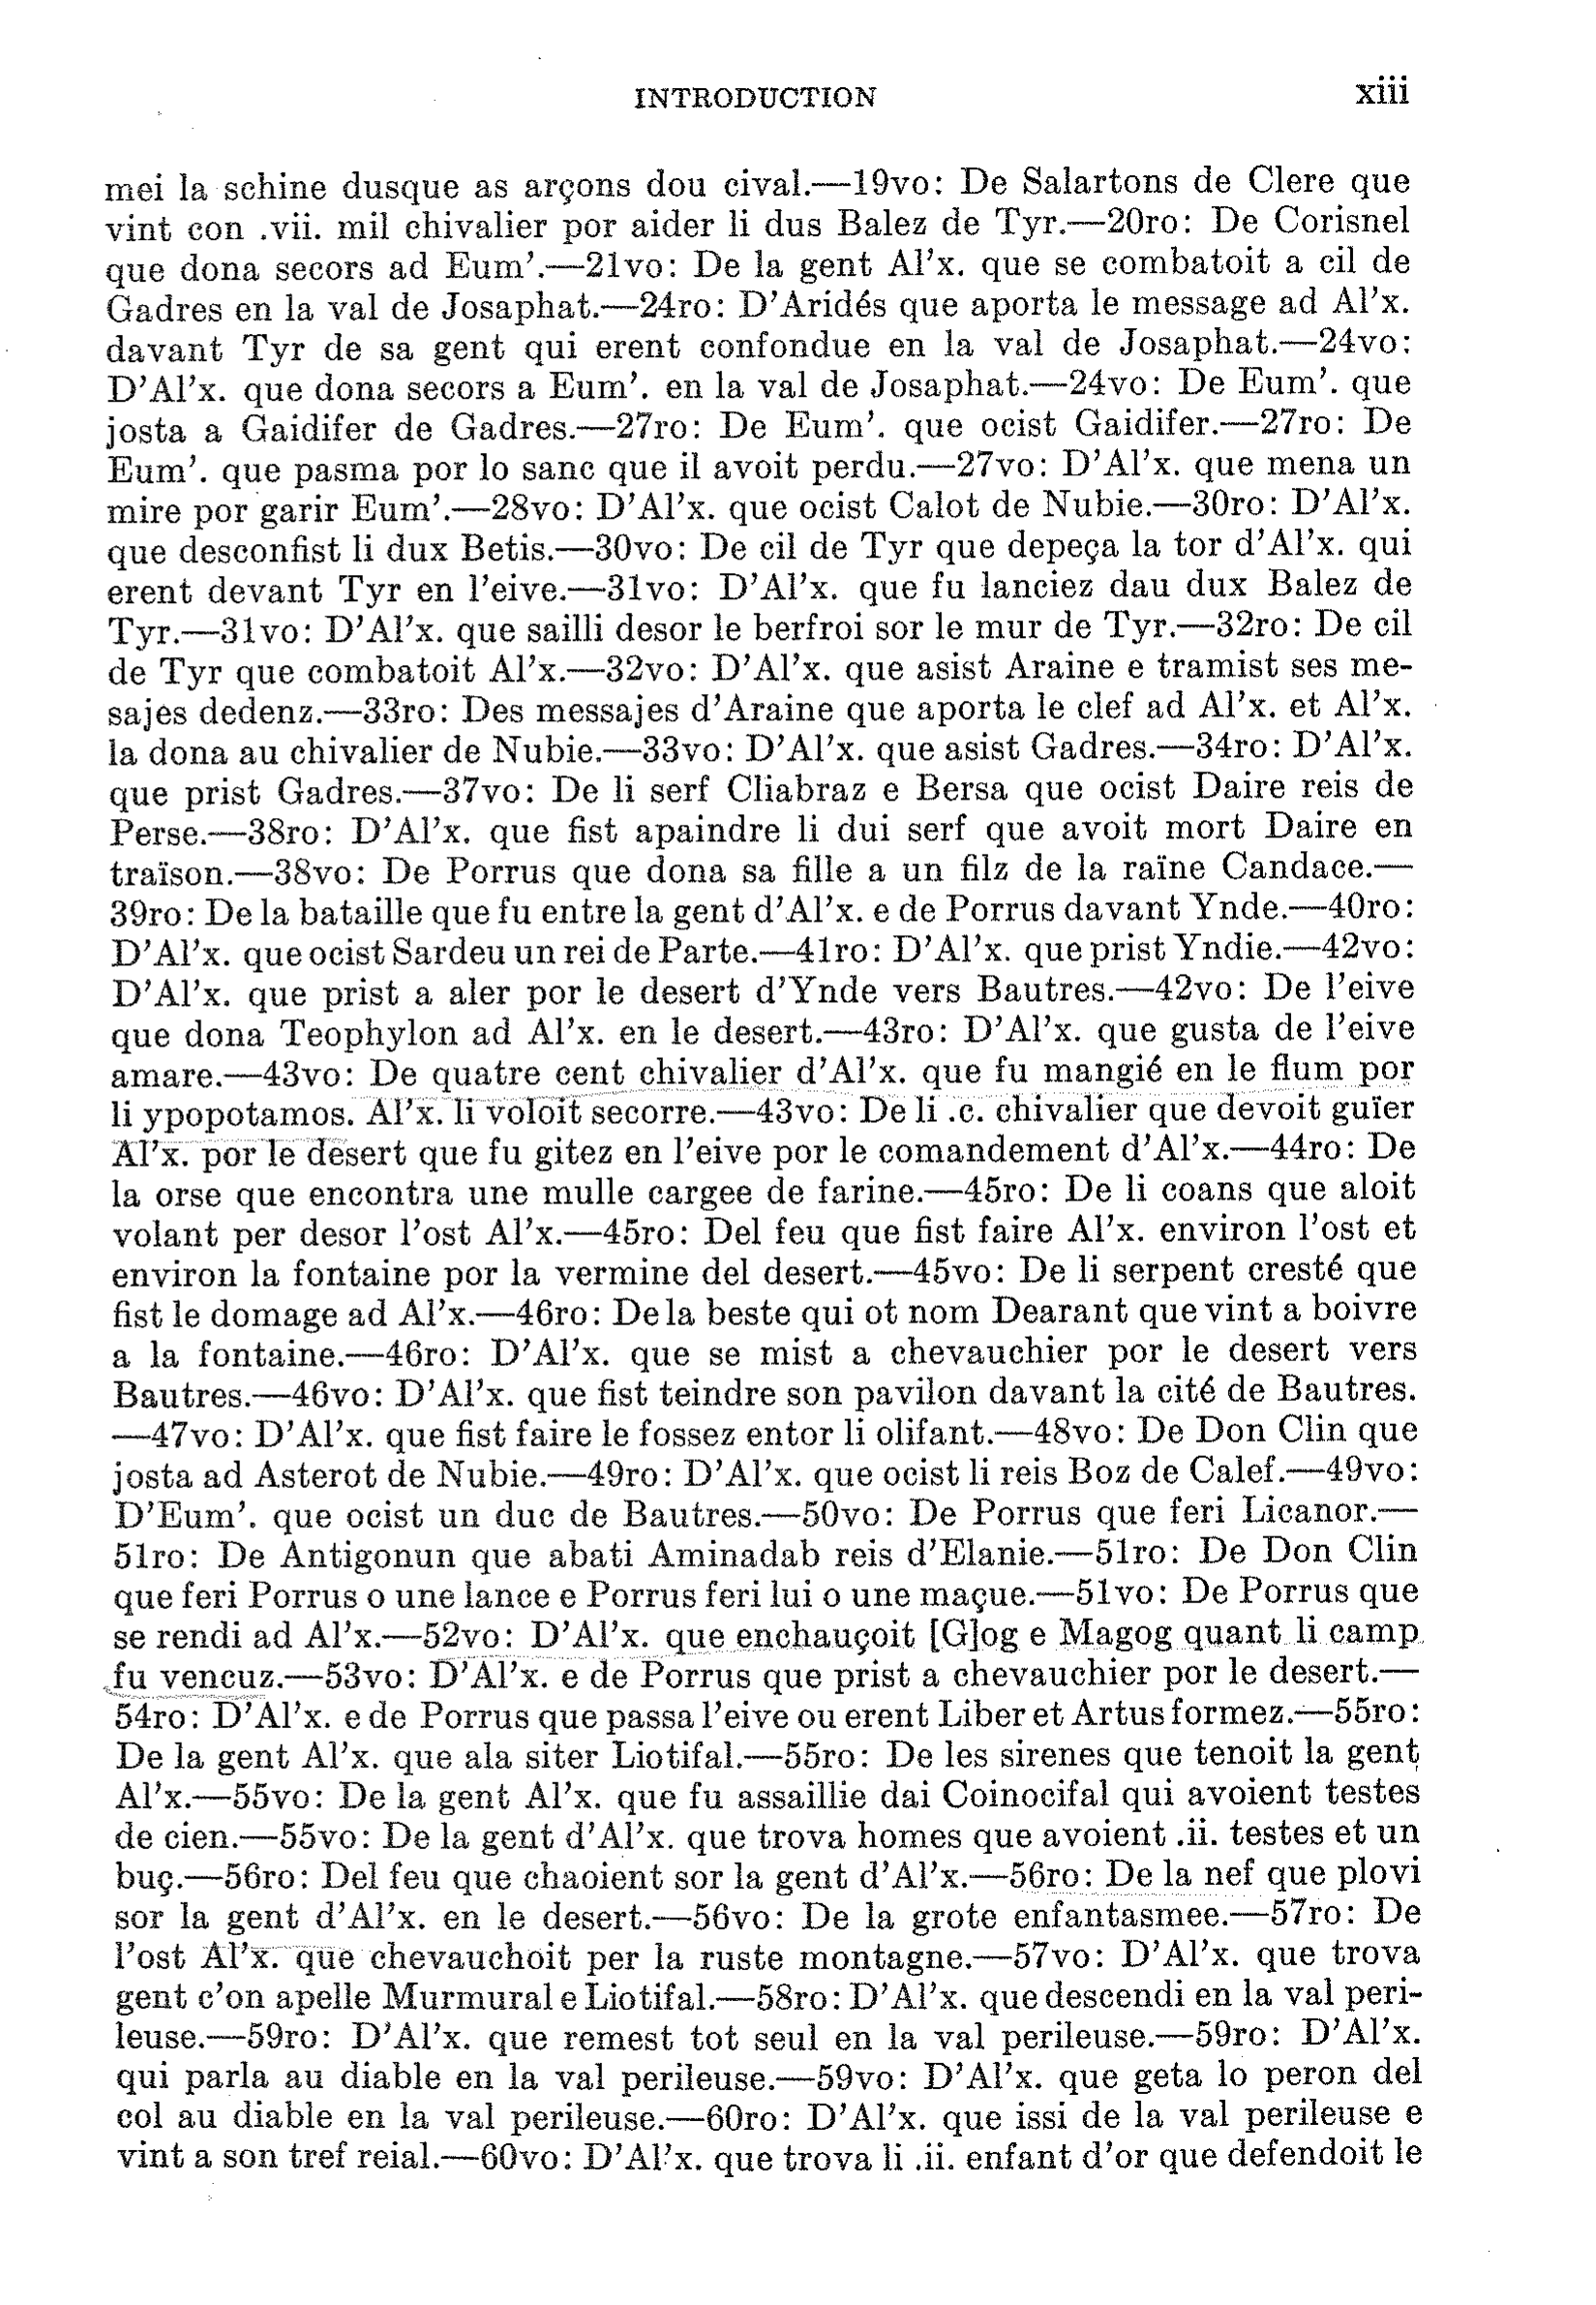 INTRODUCTION xiii
mei la schine dusque as arçons dou cival.—19vo: De Salartons de Clere que
vint con .vii. mil chivalier por aider li dus Balez de Tyr.—20ro: De Corisnel
que dona secors ad Eum'.—21vo: De la gent Al'x. que se combatoit a cil de
Gadres en la val de Josaphat.—24ro: D'Aridés que aporta le message ad Al'x.
davant Tyr de sa gent qui erent confondue en la val de Josaphat.—24vo:
D'Al'x. que dona secors a Eum'. en la val de Josaphat.—24vo: De Eum'. que
josta a Gaidifer de Gadres.—27ro: De Eum'. que ocist Gaidifer.—27ro: De
Eum'. que pasma por lo sanc que il avoit perdu.—27vo: D'Al'x. que mena un
mire por garir Eum'.—28vo: D'Al'x. que ocist Calot de Nubie.—30ro: D'Al'x.
que desconfist li dux Betis.—30vo: De cil de Tyr que depeça la tor d'Al'x. qui
erent devant Tyr en l'eive.—31vo: D'Al'x. que fu lanciez dau dux Balez de
Tyr.—31vo: D'Al'x. que sailli desor le berfroi sor le mur de Tyr.—32ro: De cil
de Tyr que combatoit Al'x.—32vo: D'Al'x. que asist Araine e tramist ses me-
sajes dedenz.—33ro: Des messajes d'Araine que aporta le clef ad Al'x. et Al'x.
la dona au chivalier de Nubie.—33vo: D'Al'x. que asist Gadres.—34ro: D'Al'x.
que prist Gadres.—37vo: De li serf Cliabraz e Bersa que ocist Daire reis de
Perse.—38ro: D'Al'x. que fist apaindre li dui serf que avoit mort Daire en
traïson.—38vo: De Porrus que dona sa fille a un filz de la raïne Candace.—
39ro: De la bataille que fu entre la gent d'Al'x. e de Porrus davant Ynde.—40ro:
D'Al'x. que ocist Sardeu un rei de Parte.—41ro: D'Al'x. que prist Yndie.—42vo:
D'Al'x. que prist a aler por le desert d'Ynde vers Bautres.—42vo: De l'eive
que dona Teophylon ad Al'x. en le desert.—43ro: D'Al'x. que gusta de l'eive
amare.—43vo: De quatre cent chivalier d'Al'x. que fu mangié en le flum por
li ypopotamos. Al'x. li voloit secorre.—43vo: De li .c. chivalier que devoit guïer
Al'x. por le desert que fu gitez en l'eive por le comandement d'Al'x.—44ro: De
la orse que encontra une mulle cargee de farine.—45ro: De li coans que aloit
volant per desor l'ost Al'x.—45ro: Del feu que fist faire Al'x. environ l'ost et
environ la fontaine por la vermine del desert.—45vo: De li serpent cresté que
fist le domage ad Al'x.—46ro: De la beste qui ot nom Dearant que vint a boivre
a la fontaine.—46ro: D'Al'x. que se mist a chevauchier por le desert vers
Bautres.—46vo: D'Al'x. que fist teindre son pavilon davant la cité de Bautres.
—47vo: D'Al'x. que fist faire le fossez entor li olifant.—48vo: De Don Clin que
josta ad Asterot de Nubie.—49ro: D'Al'x. que ocist li reis Boz de Calef.—49vo:
D'Eum'. que ocist un duc de Bautres.—50vo: De Porrus que feri Licanor.—
51ro: De Antigonun que abati Aminadab reis d'Elanie.—51ro: De Don Clin
que feri Porrus o une lance e Porrus feri lui o une maçue.—51vo: De Porrus que
se rendi ad Al'x.—52vo: D'Al'x. que enchauçoit [G]og e Magog quant li camp
fu vencuz.—53vo: D'Al'x. e de Porrus que prist a chevauchier por le desert.—
54ro: D'Al'x. e de Porrus que passa l'eive ou erent Liber et Artus formez.—55ro:
De la gent Al'x. que ala siter Liotifal.—55ro: De les sirenes que tenoit la gent
Al'x.—55vo: De la gent Al'x. que fu assaillie dai Coinocifal qui avoient testes
de cien.—55vo: De la gent d'Al'x. que trova homes que avoient .ii. testes et un
buç.—56ro: Del feu que chaoient sor la gent d'Al'x.—56ro: De la nef que plovi
sor la gent d'Al'x. en le desert.—56vo: De la grote enfantasmee.—57ro: De
l'ost Al'x. que chevauchoit per la ruste montagne.—57vo: D'Al'x. que trova
gent c'on apelle Murmural e Liotifal.—58ro: D'Al'x. que descendi en la val peri-
leuse.—59ro: D'Al'x. que remest tot seul en la val perileuse.—59ro: D'Al'x.
qui parla au diable en la val perileuse.—59vo: D'Al'x. que geta lo peron del
col au diable en la val perileuse.—60ro: D'Al'x. que issi de la val perileuse e
vint a son tref reial.—60vo: D'Al'x. que trova li .ii. enfant d'or que defendoit le